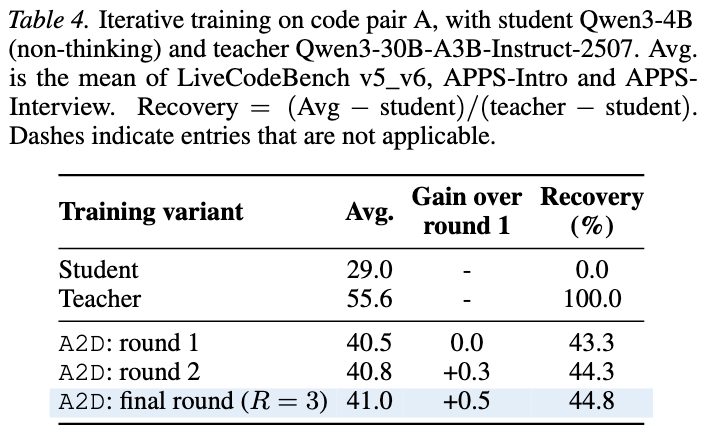 Table 4. Iterative training on code pair A, with student Qwen3-4B
(non-thinking) and teacher Qwen3-30B-A3B-Instruct-2507. Avg.
is the mean of LiveCodeBench v5_v6, APPS-Intro and APPS-
Interview. Recovery = (Avg − student)/(teacher − student).
Dashes indicate entries that are not applicable.
Training variant Avg. Gain over round 1 Recovery (%)
Student 29.0 - 0.0
Teacher 55.6 - 100.0
A2D: round 1 40.5 0.0 43.3
A2D: round 2 40.8 +0.3 44.3
A2D: final round (R = 3) 41.0 +0.5 44.8